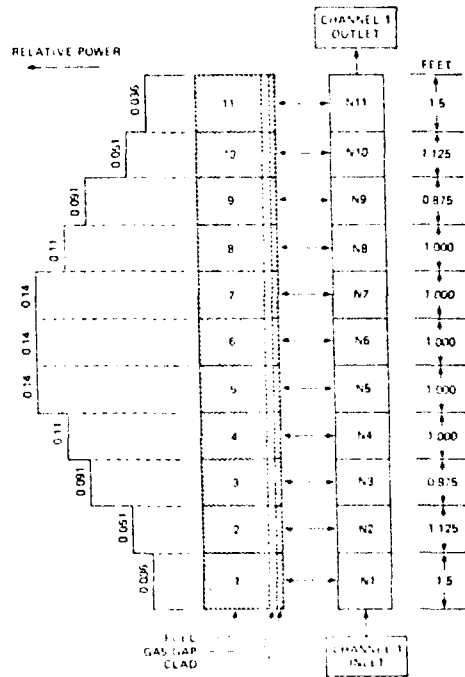 CHANNEL 1
OUTLET
RELATIVE POWER
FEET
0.036
11
N11
1.5
0.051
10
N10
1.125
0.091
9
N9
0.875
0.11
8
N8
1.000
0.14
7
N7
1.000
0.14
6
N6
1.000
0.14
5
N5
1.000
0.11
4
N4
1.000
0.091
3
N3
0.875
0.051
2
N2
1.125
0.036
1
N1
1.5
FUEL
GAS GAP
CLAD
CHANNEL 1
INLET